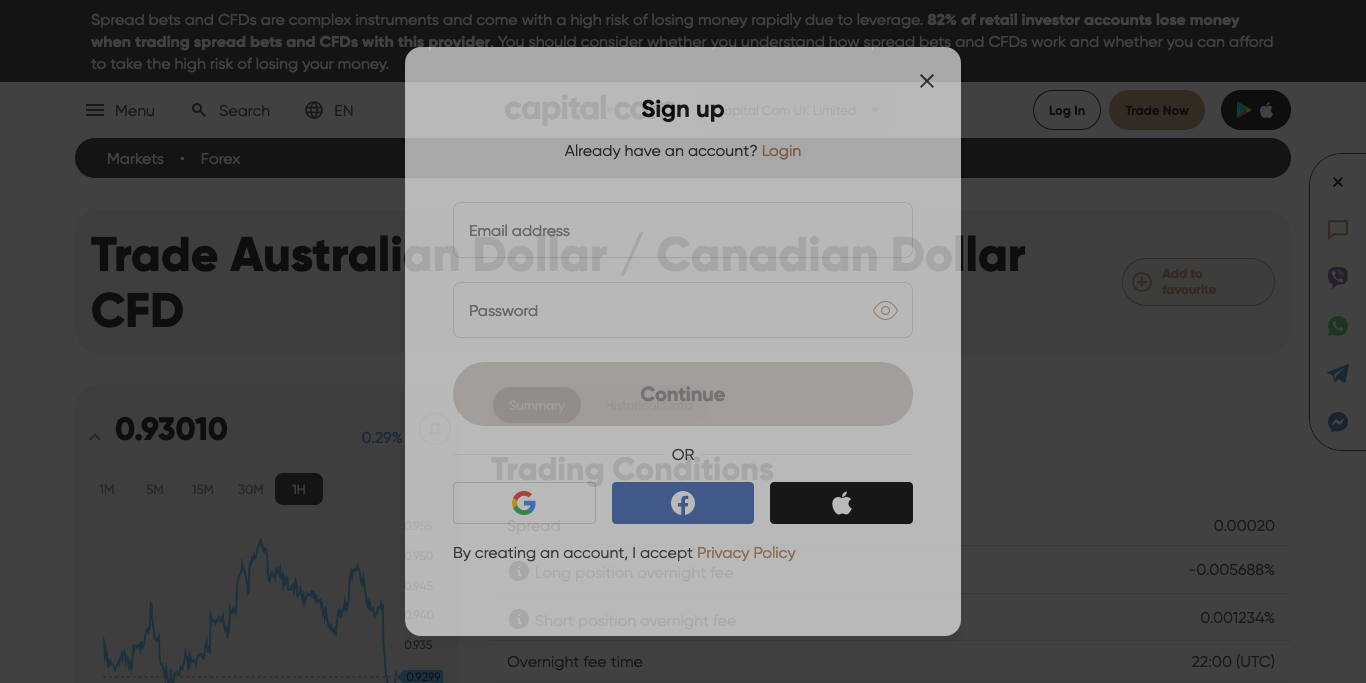 Spread bets and CFDs are complex instruments and come with a high risk of losing money rapidly due to leverage. 82% of retail investor accounts lose money
when trading spread bets and CFDs with this provider. You should consider whether you understand how spread bets and CFDs work and whether you can afford
to take the high risk of losing your money.
Menu
Search
EN
capital.co
apital Com UK Limited
Log In
Trade Now
Markets • Forex
Sign up
Already have an account? Login
Email address
Password
Continue
OR
By creating an account, I accept Privacy Policy
Trade Australian Dollar / Canadian Dollar
CFD
Add to
favourite
0.93010
0.29%
1M
5M
15M
30M
1H
0.955
0.950
0.945
0.940
0.935
0.9299
Summary
Historical Data
Trading Conditions
Spread
0.00020
Long position overnight fee
-0.005688%
Short position overnight fee
0.001234%
Overnight fee time
22:00 (UTC)